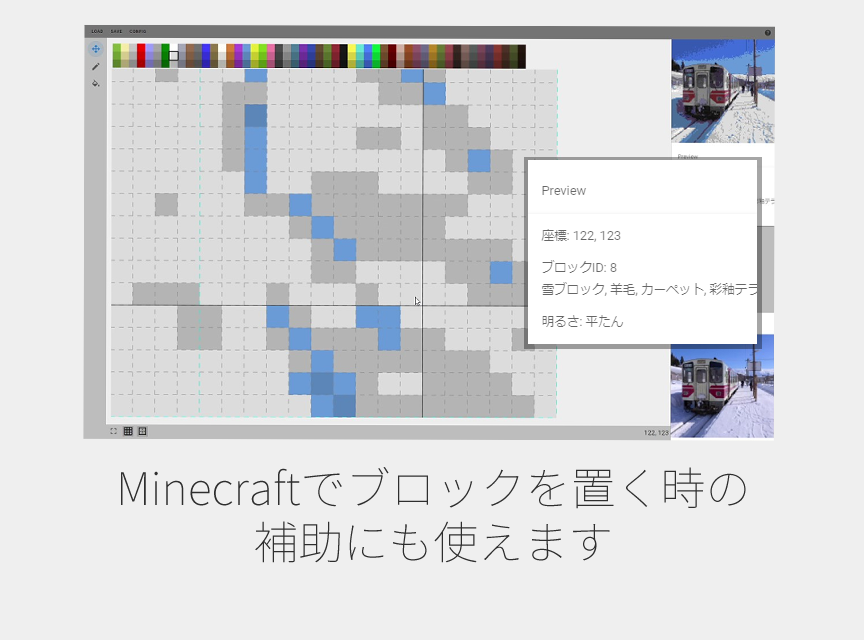 LOAD SAVE CONFIG
Preview
Preview
座標: 122, 123
ブロックID: 8
雪ブロック, 羊毛, カーペット, 彩釉テラ
明るさ: 平たん
122, 123
Minecraftでブロックを置く時の
補助にも使えます